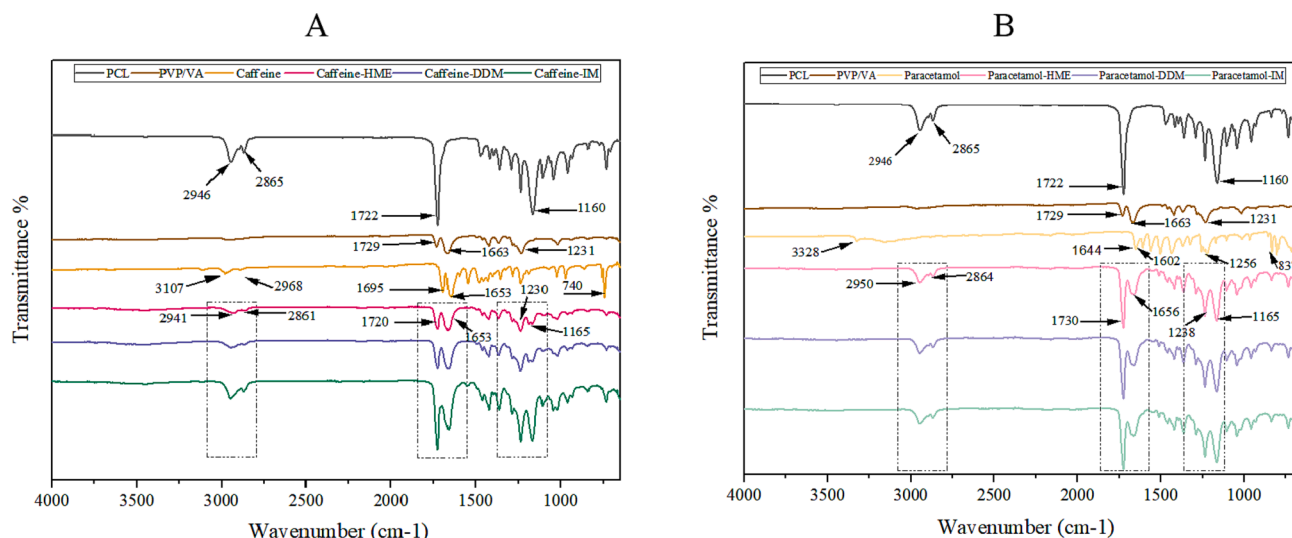 A
PCL PVP/VA Caffeine Caffeine-HME Caffeine-DDM Caffeine-IM
2946 2865
1722 1160
1729 1663 1231
3107 2968 1695 1653 740
2941 2861 1720 1653 1230 1165
4000 3500 3000 2500 2000 1500 1000
Wavenumber (cm-1)
Transmittance %
B
PCL PVP/VA Paracetamol Paracetamol-HME Paracetamol-DDM Paracetamol-IM
2946 2865
1722 1160
1729 1663 1231
3328 1644 1602 1256 83
2950 2864 1730 1656 1238 1165
4000 3500 3000 2500 2000 1500 1000
Wavenumber (cm-1)
Transmittance %